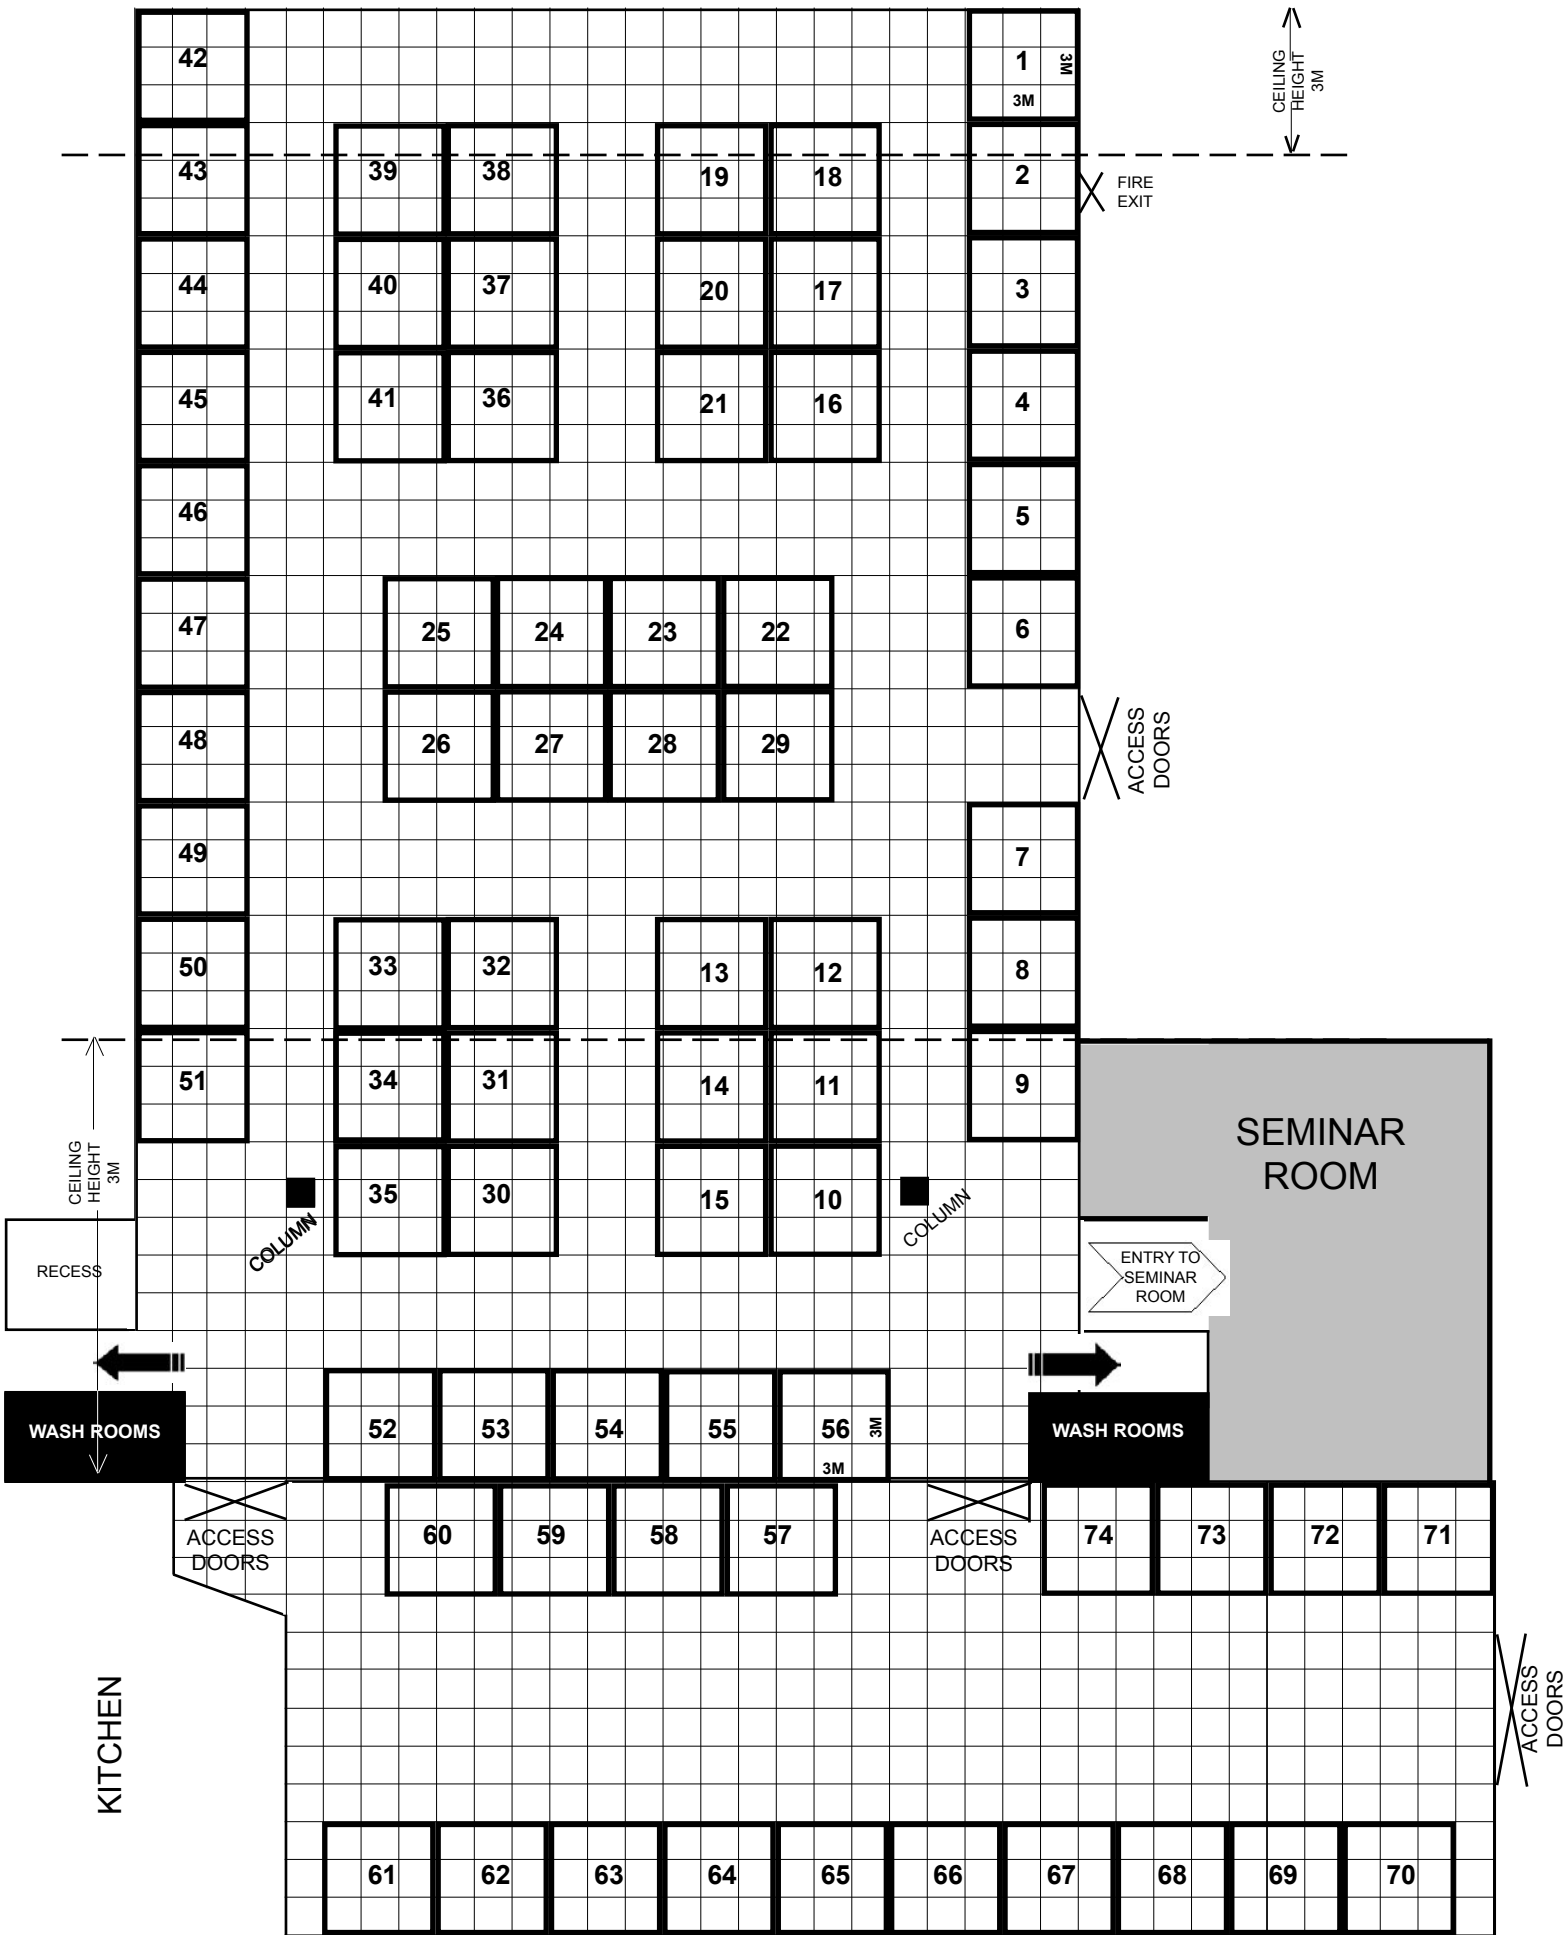 42
1
3M
3M
CEILING
HEIGHT
3M
43
39
38
19
18
2
FIRE
EXIT
44
40
37
20
17
3
45
41
36
21
16
4
46
5
47
25
24
23
22
6
48
26
27
28
29
ACCESS
DOORS
49
7
50
33
32
13
12
8
51
34
31
14
11
9
CEILING
HEIGHT
3M
SEMINAR
ROOM
35
30
15
10
COLUMN
COLUMN
RECESS
ENTRY TO
SEMINAR
ROOM
WASH ROOMS
52
53
54
55
56
3M
3M
WASH ROOMS
ACCESS
DOORS
60
59
58
57
ACCESS
DOORS
74
73
72
71
KITCHEN
ACCESS
DOORS
61
62
63
64
65
66
67
68
69
70